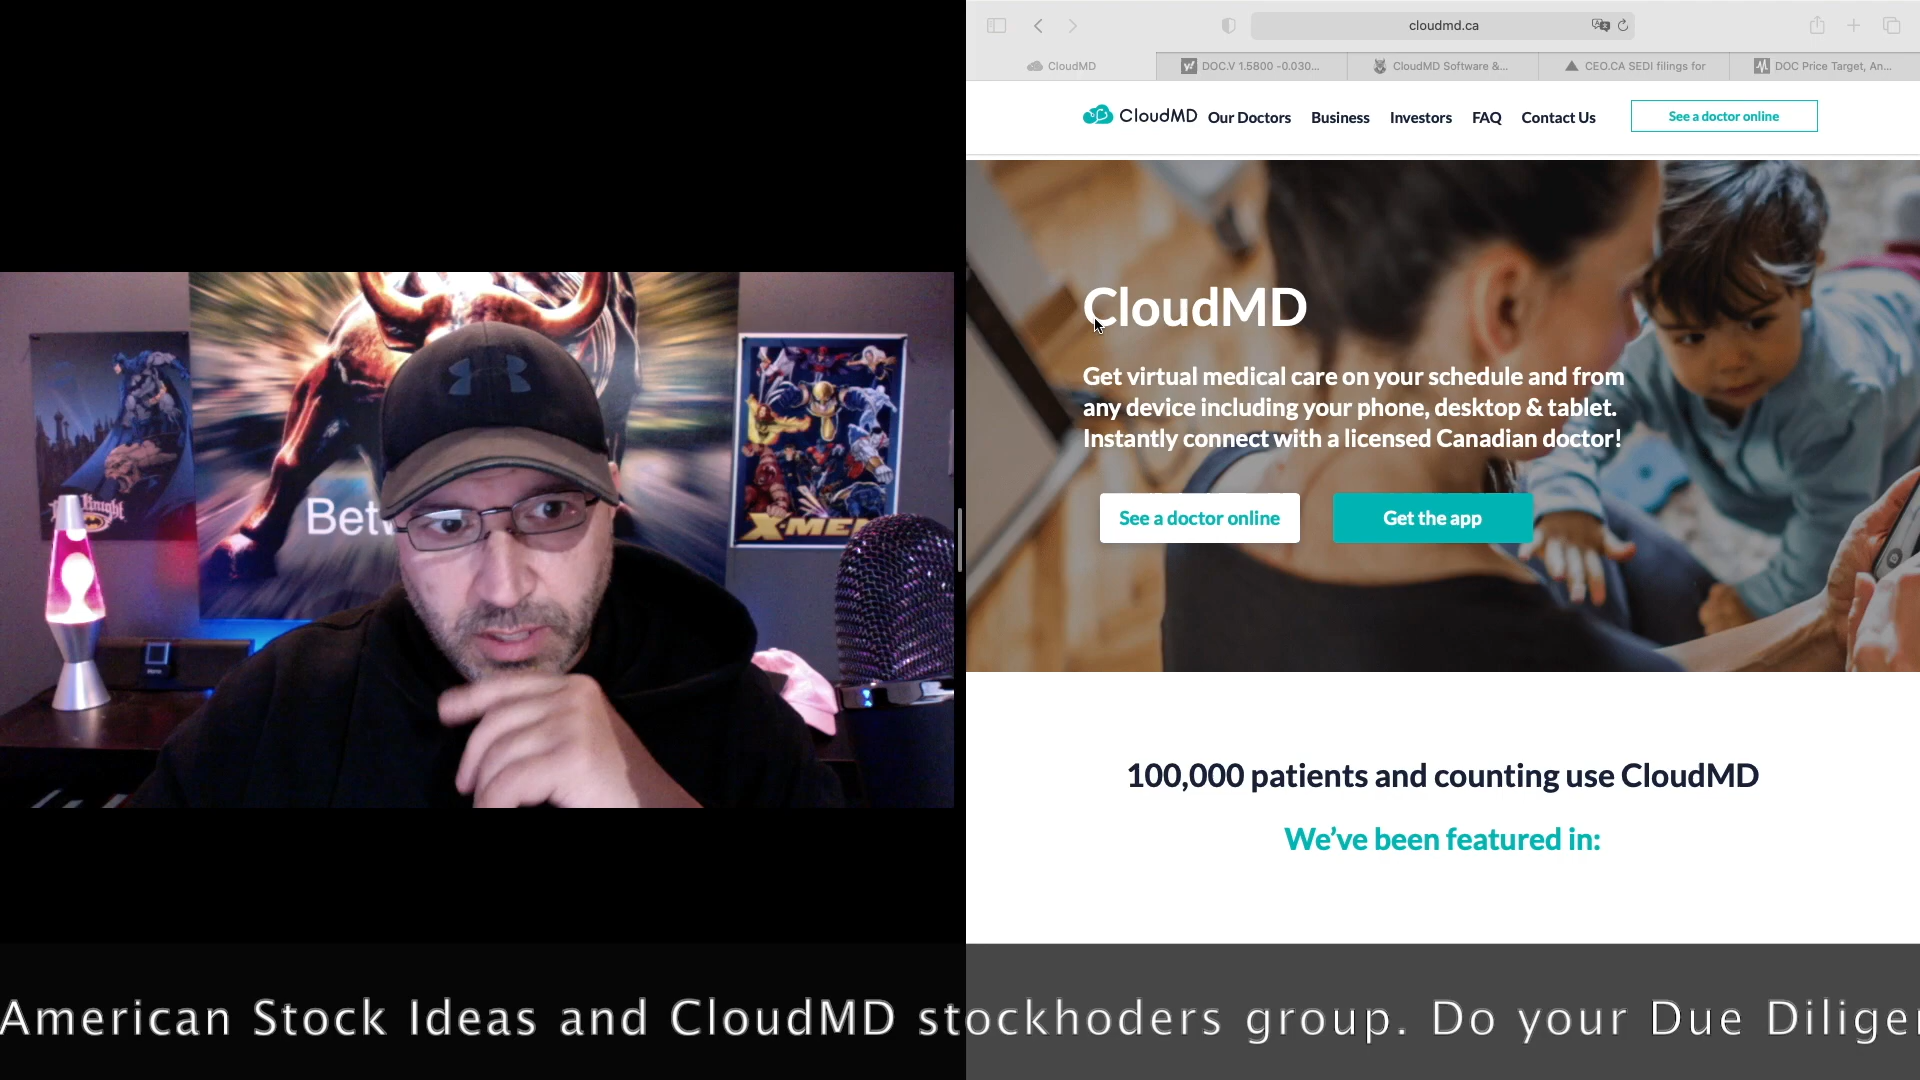 cloudmd.ca
CloudMD
DOC.V 1.5800 -0.030...
CloudMD Software &...
CEO.CA SEDI filings for
DOC Price Target, An...
CloudMD
Our Doctors
Business
Investors
FAQ
Contact Us
See a doctor online
CloudMD
Get virtual medical care on your schedule and from
any device including your phone, desktop & tablet.
Instantly connect with a licensed Canadian doctor!
See a doctor online
Get the app
100,000 patients and counting use CloudMD
We've been featured in:
Knight
Bet
X-MEN
American Stock Ideas and CloudMD stockhoders group. Do your Due Dilige